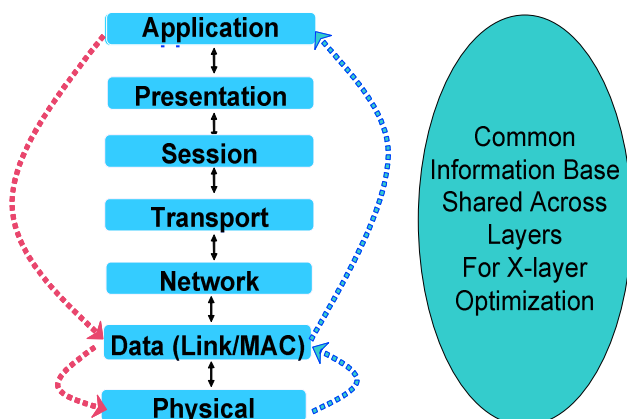 Application
Presentation
Session
Transport
Network
Data (Link/MAC)
Physical
Common
Information Base
Shared Across
Layers
For X-layer
Optimization